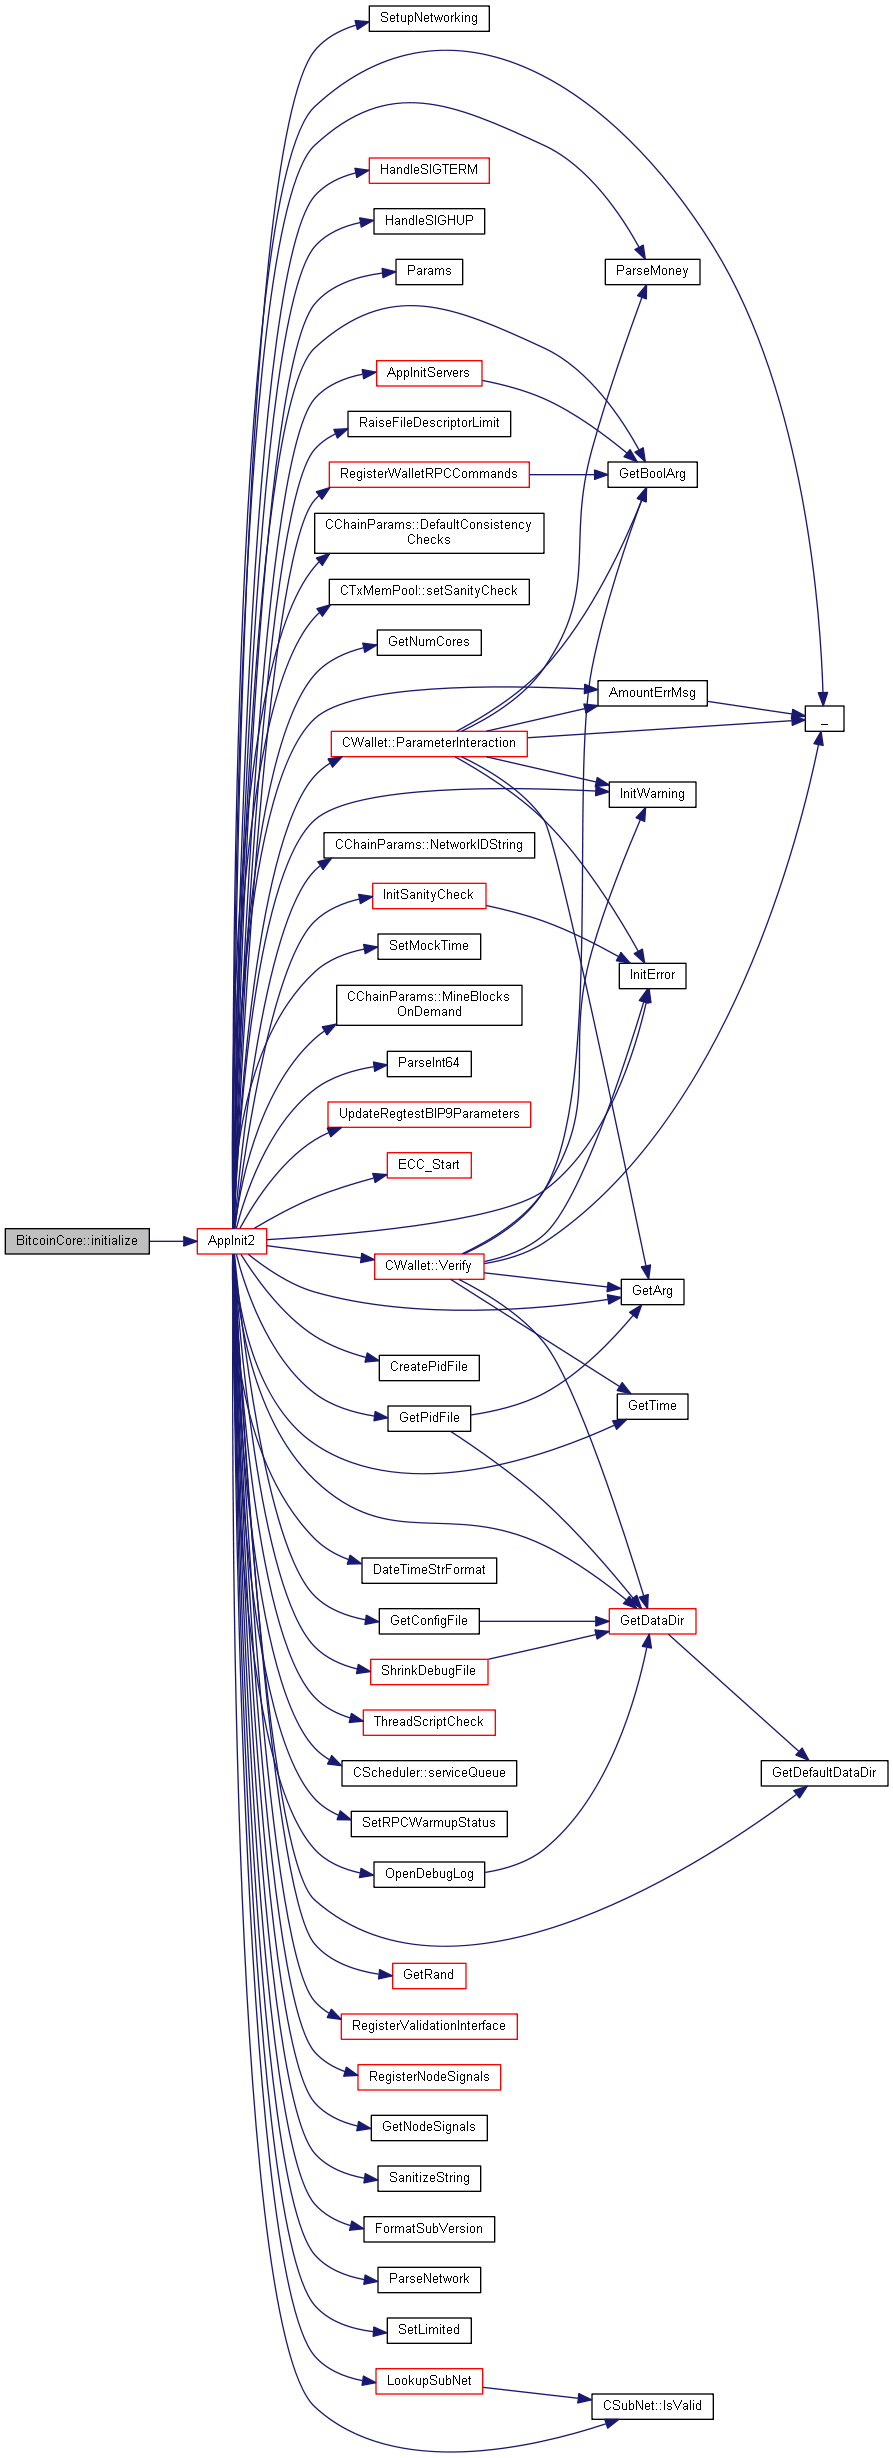 SetupNetworking
HandleSIGTERM
HandleSIGHUP
Params
ParseMoney
AppInitServers
RaiseFileDescriptorLimit
RegisterWalletRPCCommands
GetBoolArg
CChainParams::DefaultConsistency
Checks
CTxMemPool::setSanityCheck
GetNumCores
AmountErrMsg
_
CWallet::ParameterInteraction
InitWarning
CChainParams::NetworkIDString
InitSanityCheck
SetMockTime
InitError
CChainParams::MineBlocks
OnDemand
ParseInt64
UpdateRegtestBIP9Parameters
ECC_Start
BitcoinCore::initialize
AppInit2
CWallet::Verify
GetArg
CreatePidFile
GetPidFile
GetTime
DateTimeStrFormat
GetConfigFile
GetDataDir
ShrinkDebugFile
ThreadScriptCheck
CScheduler::serviceQueue
GetDefaultDataDir
SetRPCWarmupStatus
OpenDebugLog
GetRand
RegisterValidationInterface
RegisterNodeSignals
GetNodeSignals
SanitizeString
FormatSubVersion
ParseNetwork
SetLimited
LookupSubNet
CSubNet::IsValid